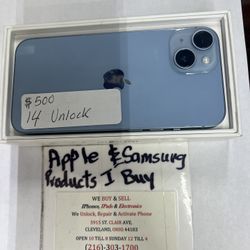 $500
14 Unlock
Apple & Samsung
Products I Buy
WE BUY & SELL
IPhones, IPads & Electronics
We Unlock, Repair & Activate Phone
5915 ST. CLAIR AVE.
CLEVELAND, OHIO 44103
OPEN 10 TILL 8 SUNDAY 12 TILL 4
(216)-303-1700